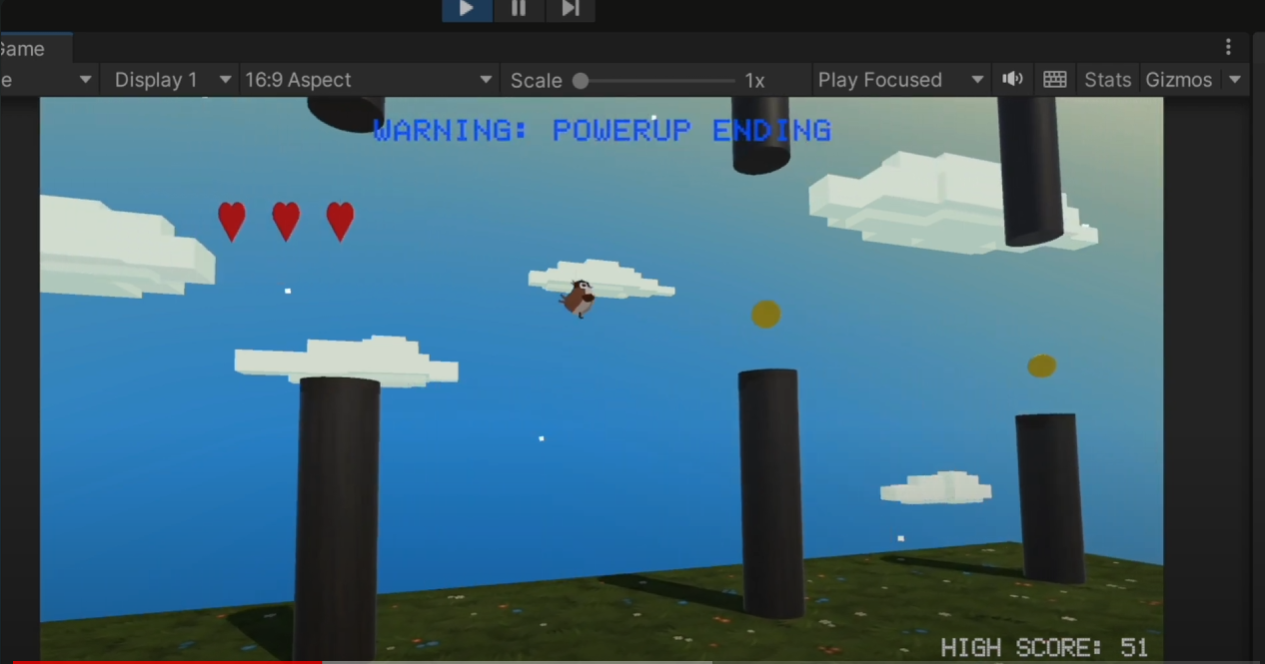 Game
e
Display 1
16:9 Aspect
Scale
1x
Play Focused
Stats
Gizmos
WARNING: POWERUP ENDING
HIGH SCORE: 51